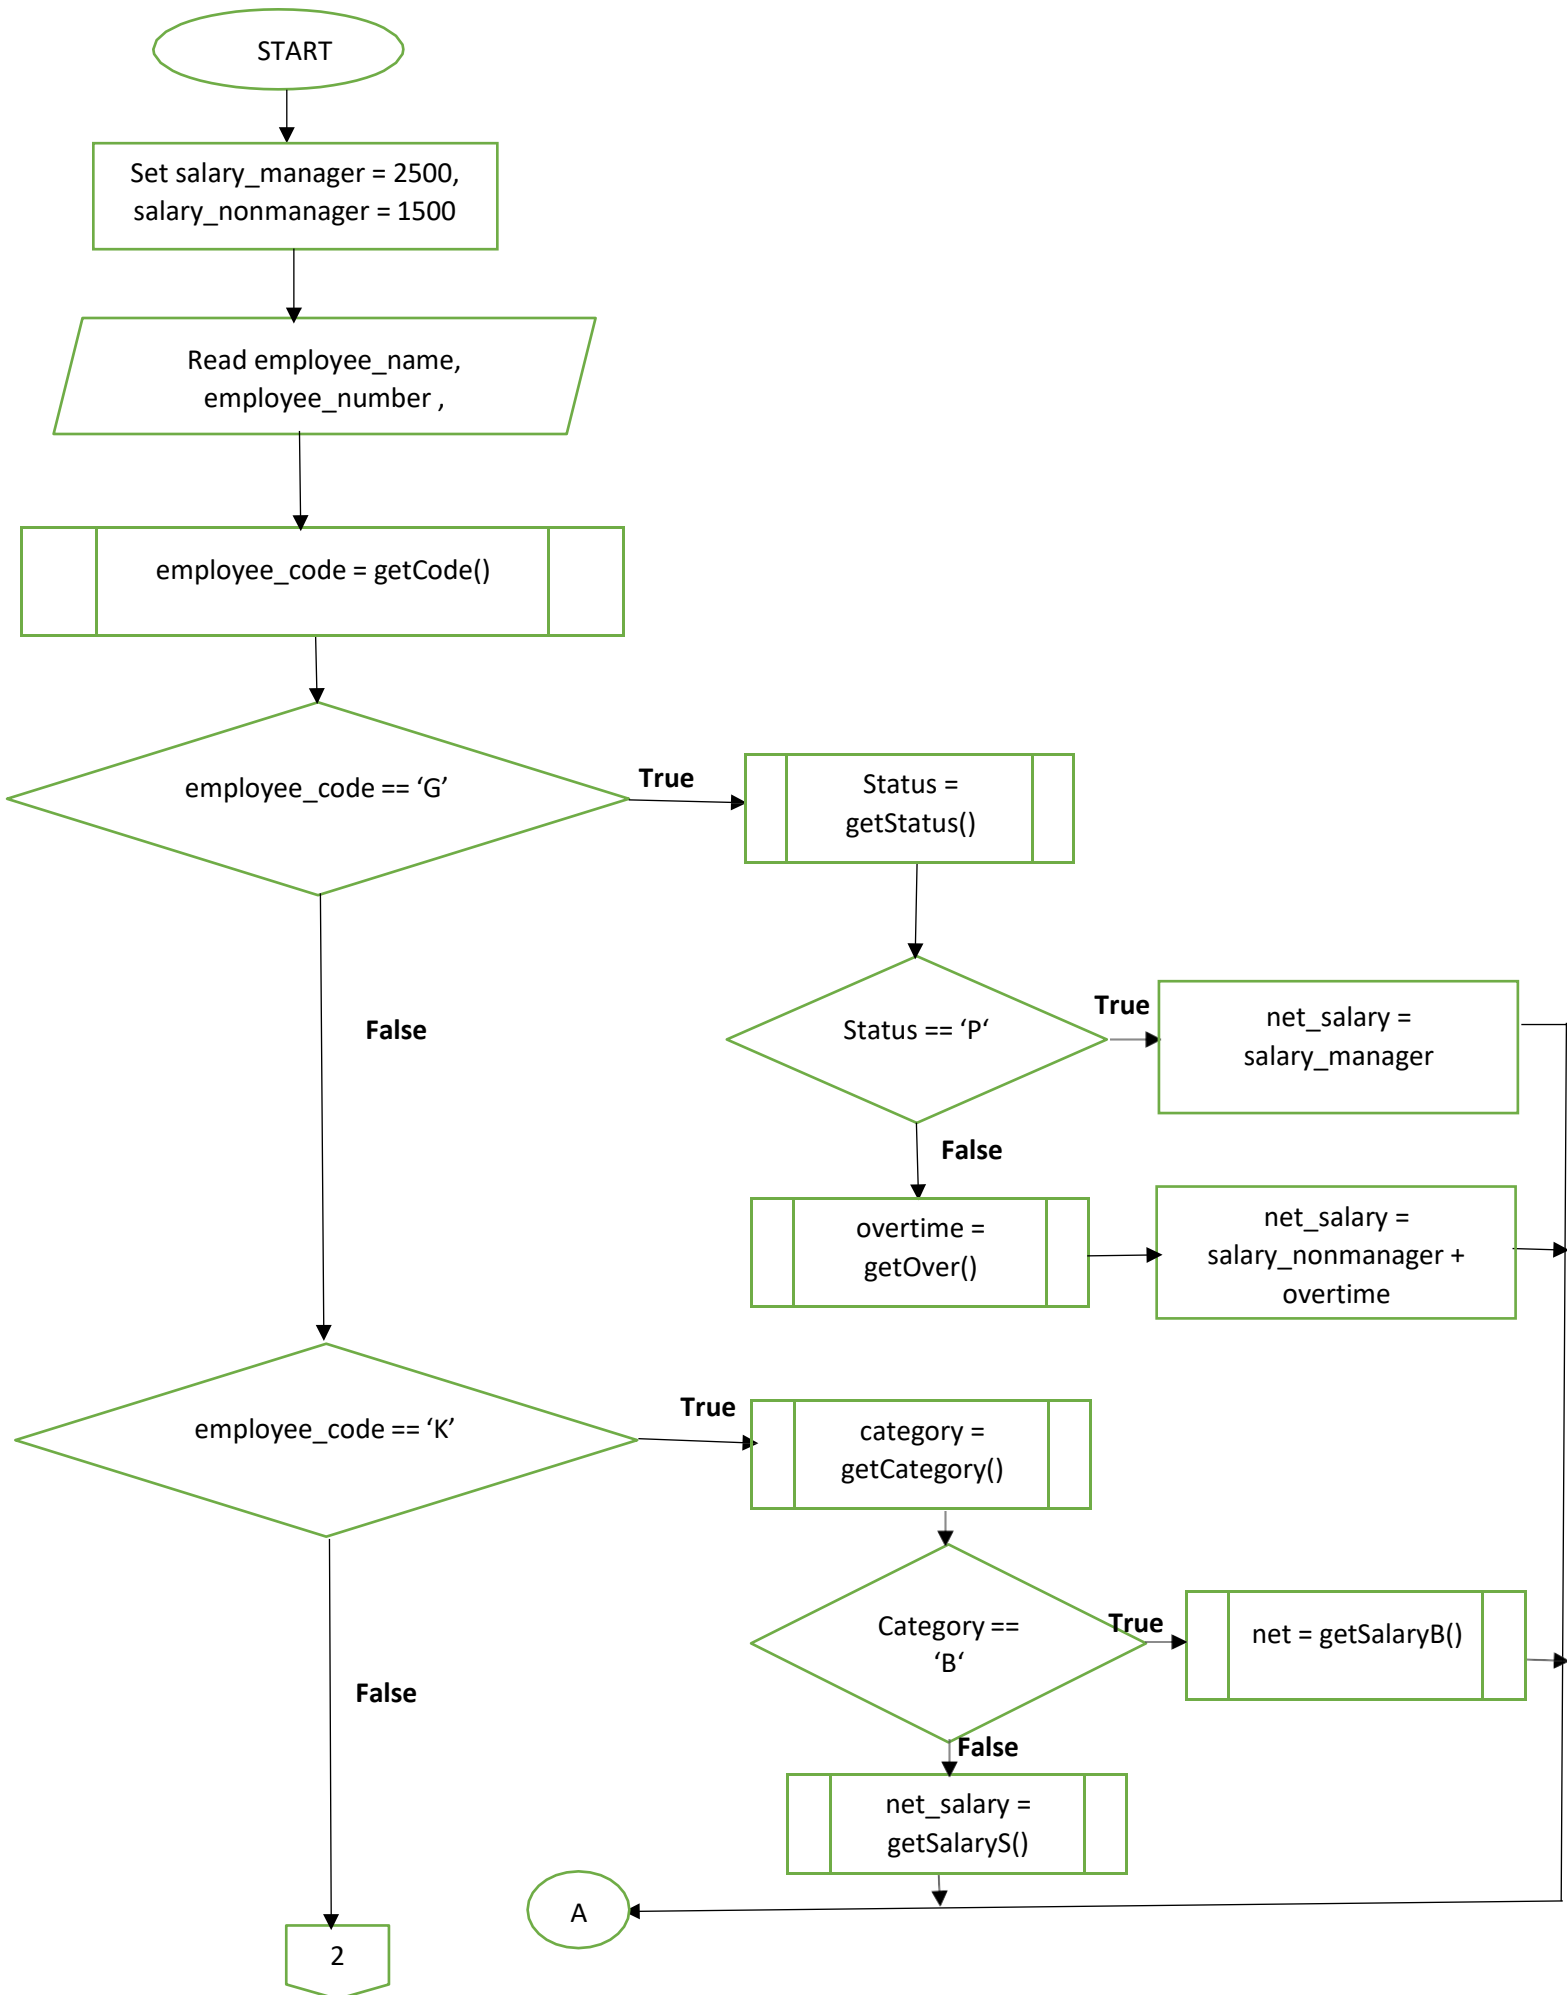 START
Set salary_manager = 2500,
salary_nonmanager = 1500
Read employee_name,
employee_number ,
employee_code = getCode()
employee_code == ‘G’
True
Status =
getStatus()
False
Status == ‘P‘
True
net_salary =
salary_manager
False
overtime =
getOver()
net_salary =
salary_nonmanager +
overtime
employee_code == ‘K’
True
category =
getCategory()
False
Category ==
‘B‘
True
net = getSalaryB()
False
net_salary =
getSalaryS()
A
2